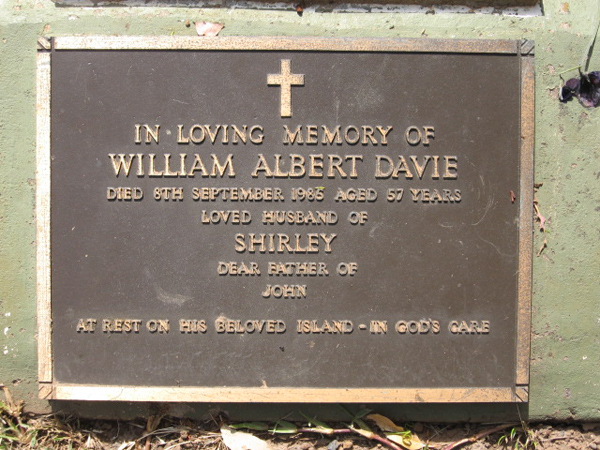 IN LOVING MEMORY OF
WILLIAM ALBERT DAVIE
DIED 8TH SEPTEMBER 1985 AGED 57 YEARS
LOVED HUSBAND OF
SHIRLEY
DEAR FATHER OF
JOHN
AT REST ON HIS BELOVED ISLAND - IN GOD'S CARE